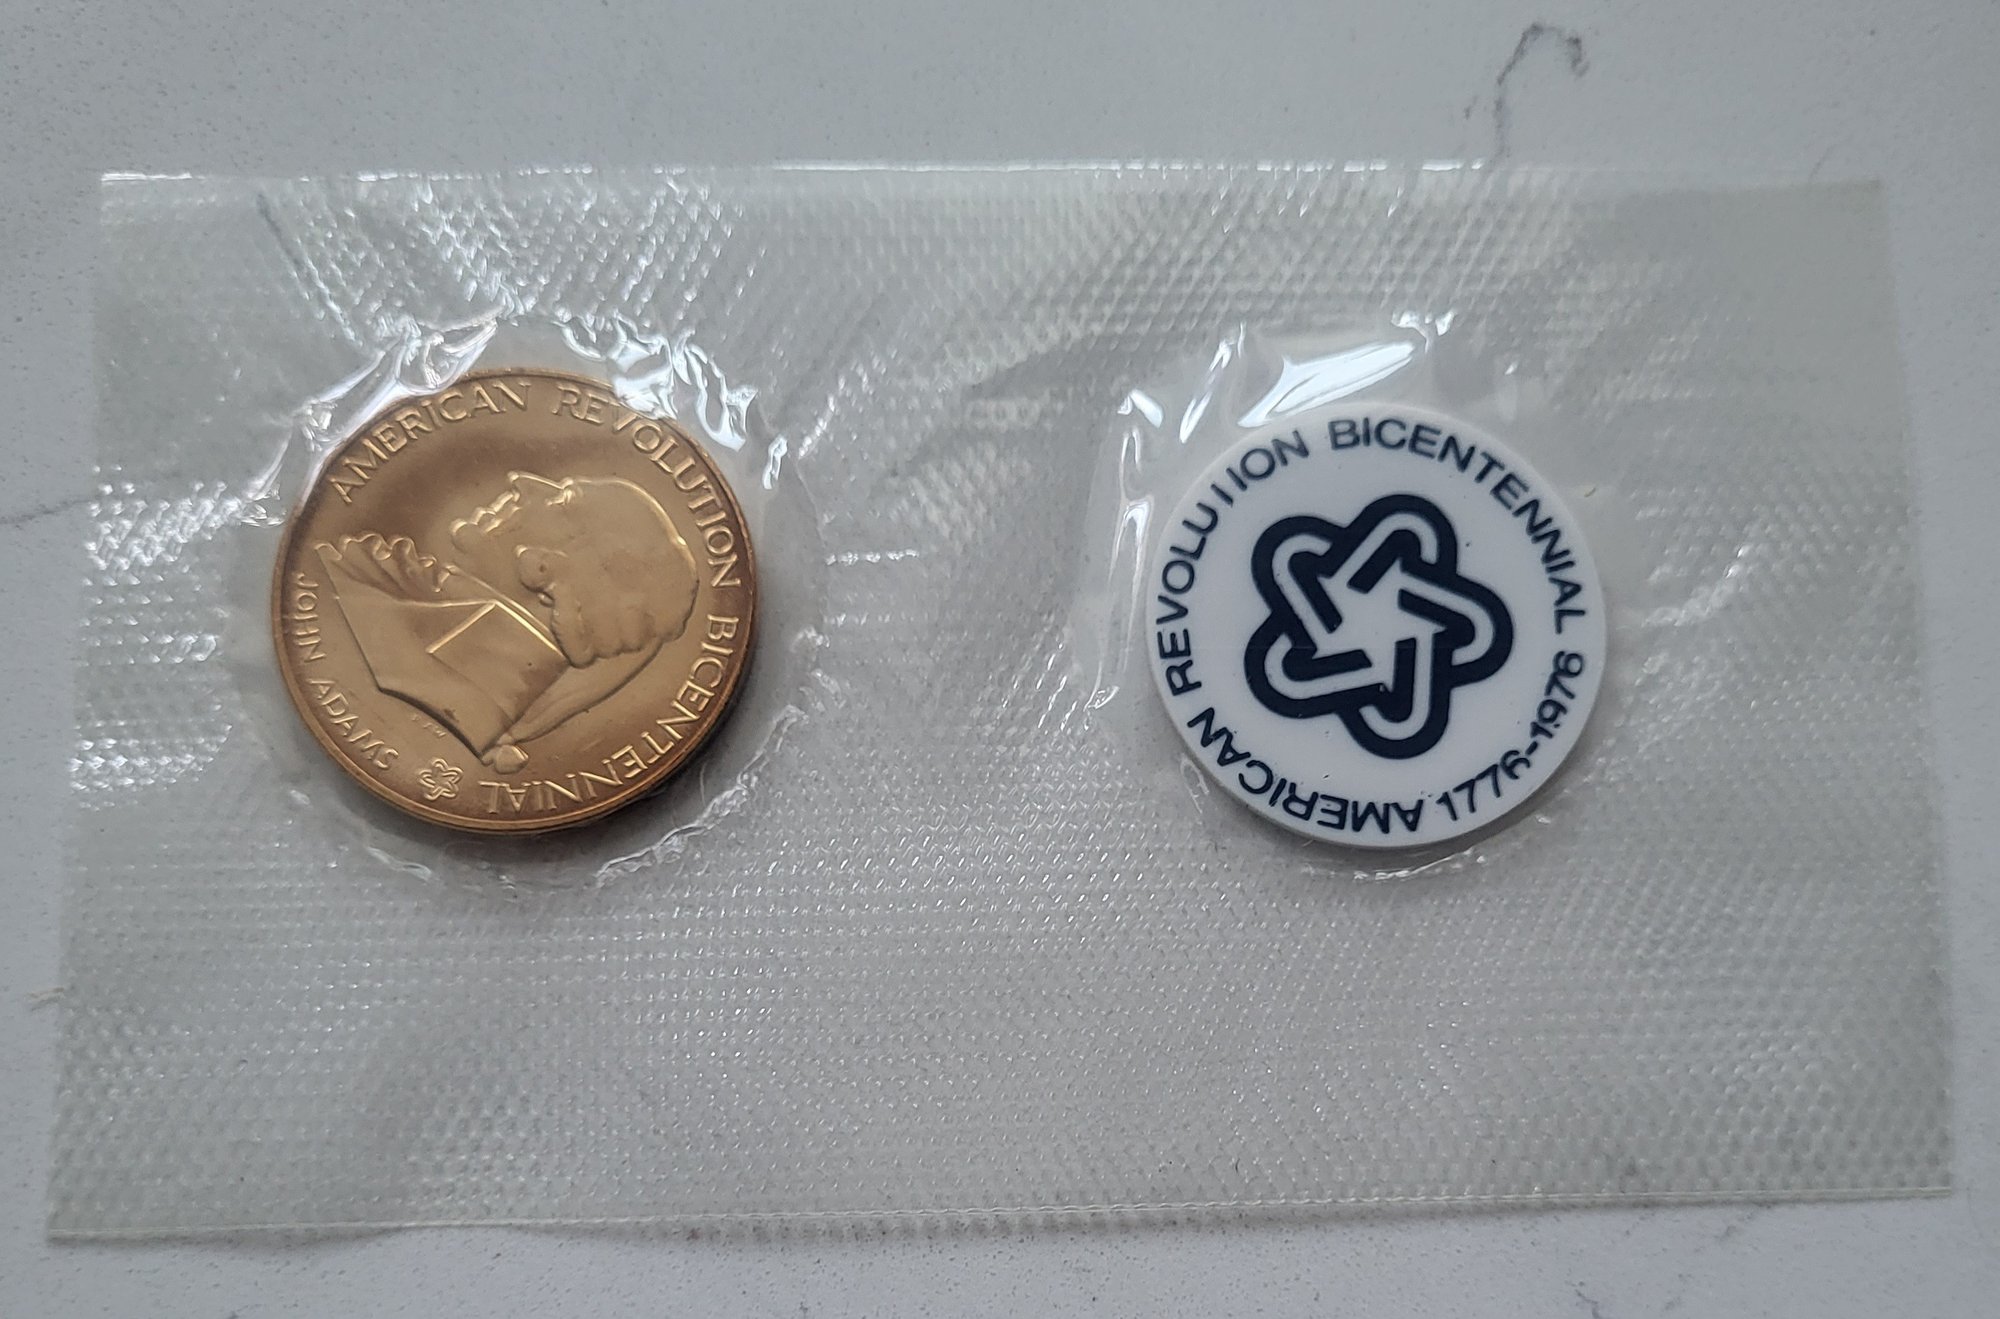 AMERICAN REVOLUTION BICENTENNIAL
JOHN ADAMS
AMERICAN REVOLUTION BICENTENNIAL 1776-1976